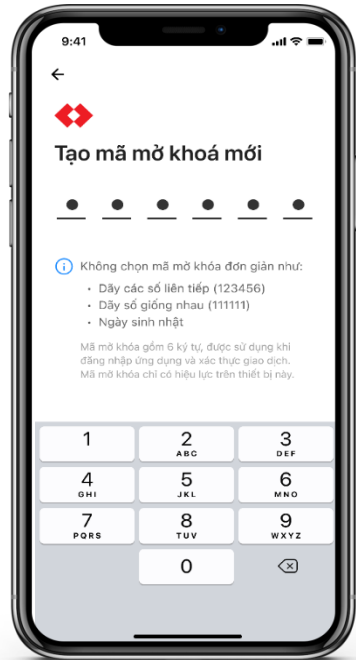 9:41
Tạo mã mở khoá mới
Không chọn mã mở khóa đơn giản như:
• Dãy các số liên tiếp (123456)
• Dãy số giống nhau (111111)
• Ngày sinh nhật
Mã mở khóa gồm 6 ký tự, được sử dụng khi
đăng nhập ứng dụng và xác thực giao dịch.
Mã mở khóa chỉ có hiệu lực trên thiết bị này.
1 2 3
ABC DEF
4 5 6
GHI JKL MNO
7 8 9
PQRS TUV WXYZ
0